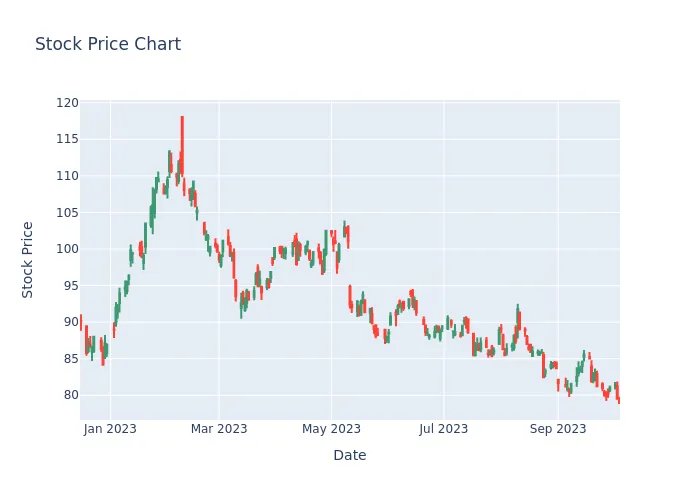 Stock Price Chart
120
115
110
105
100
95
90
85
80
Stock Price
Jan 2023
Mar 2023
May 2023
Jul 2023
Sep 2023
Date